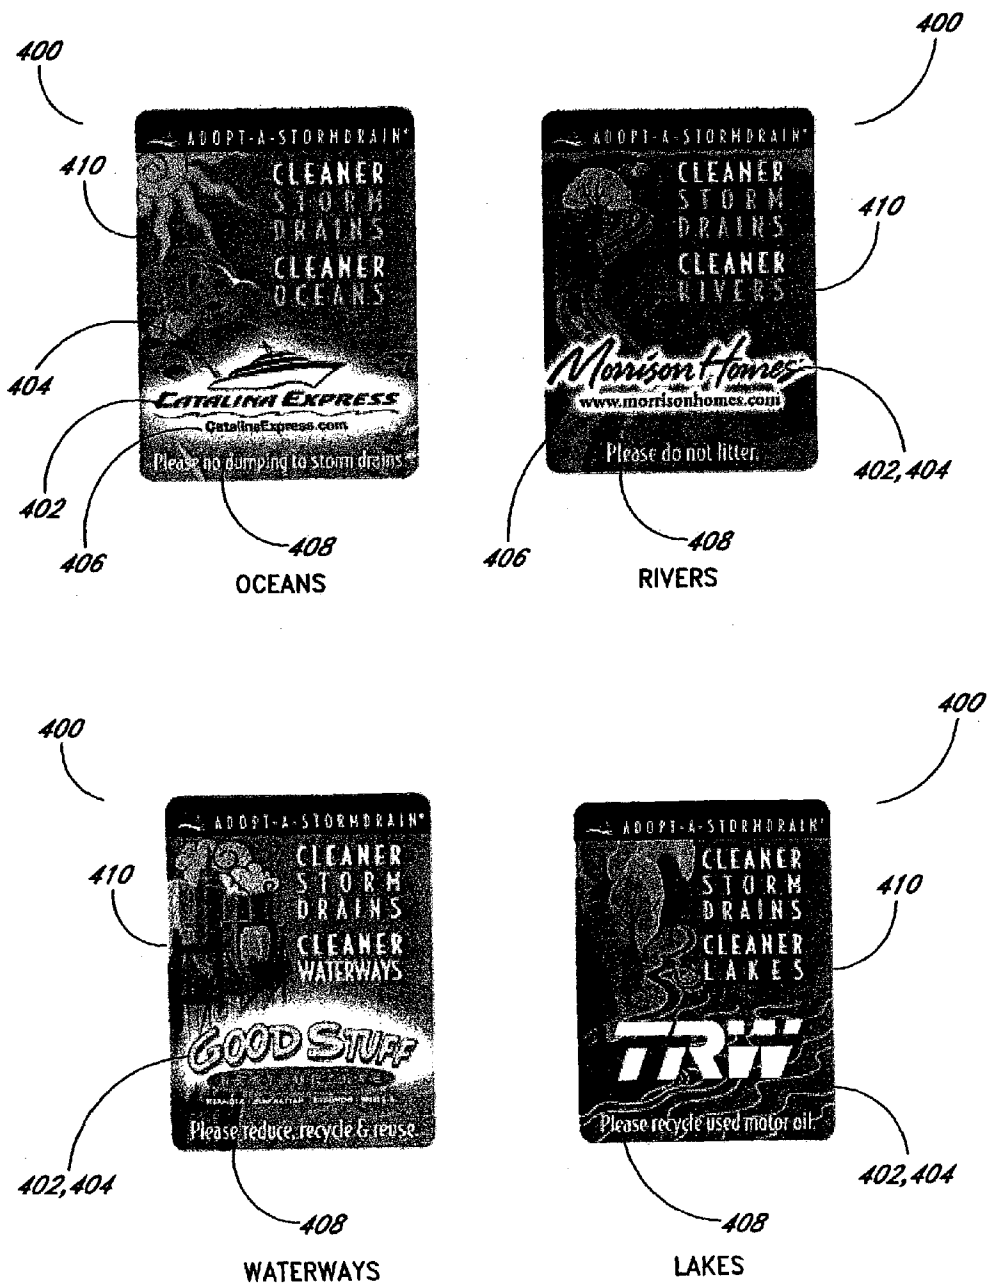 400
ADOPT-A-STORMDRAIN®
CLEANER
STORM
DRAINS
CLEANER
OCEANS
410
404
CATALINA EXPRESS
CatalinaExpress.com
Please no dumping to storm drains.
402
406
408
OCEANS
400
ADOPT-A-STORMDRAIN®
CLEANER
STORM
DRAINS
CLEANER
RIVERS
410
Morrison Homes
www.morrisonhomes.com
Please do not litter.
402,404
406
408
RIVERS
400
ADOPT-A-STORMDRAIN®
CLEANER
STORM
DRAINS
CLEANER
WATERWAYS
410
GOOD STUFF
Please reduce, recycle & reuse.
402,404
408
WATERWAYS
400
ADOPT-A-STORMDRAIN®
CLEANER
STORM
DRAINS
CLEANER
LAKES
410
TRW
Please recycle used motor oil.
402,404
408
LAKES